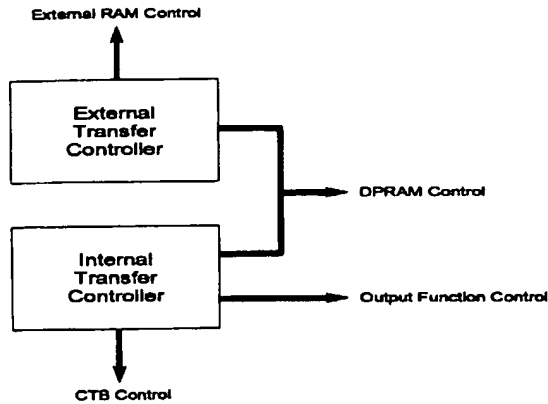 External RAM Control
External
Transfer
Controller
DPRAM Control
Internal
Transfer
Controller
Output Function Control
CTB Control